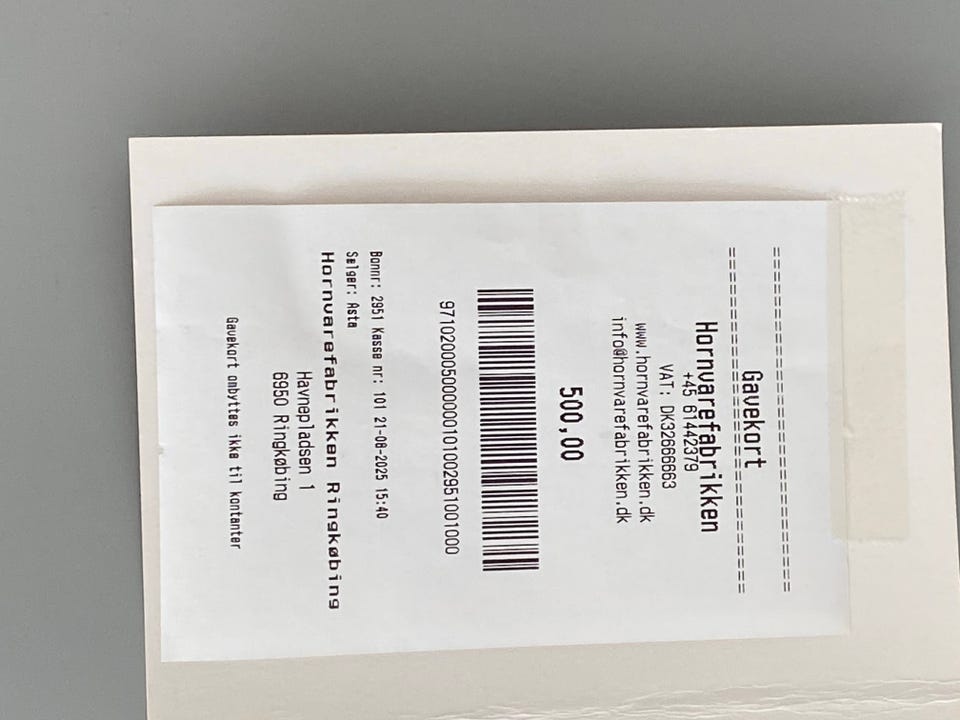 ==============================
Gavekort
==============================
Hornvarefabrikken
+45 61442379
VAT: DK32666663
www.hornvarefabrikken.dk
info@hornvarefabrikken.dk
500,00
9710200050000000101002951001000
Bonnr: 2951 Kasse nr: 101 21-08-2025 15:40
Sælger: Asta
Hornvarefabrikken Ringkøbing
Havnepladsen 1
6950 Ringkøbing
Gavekort ombyttes ikke til kontanter